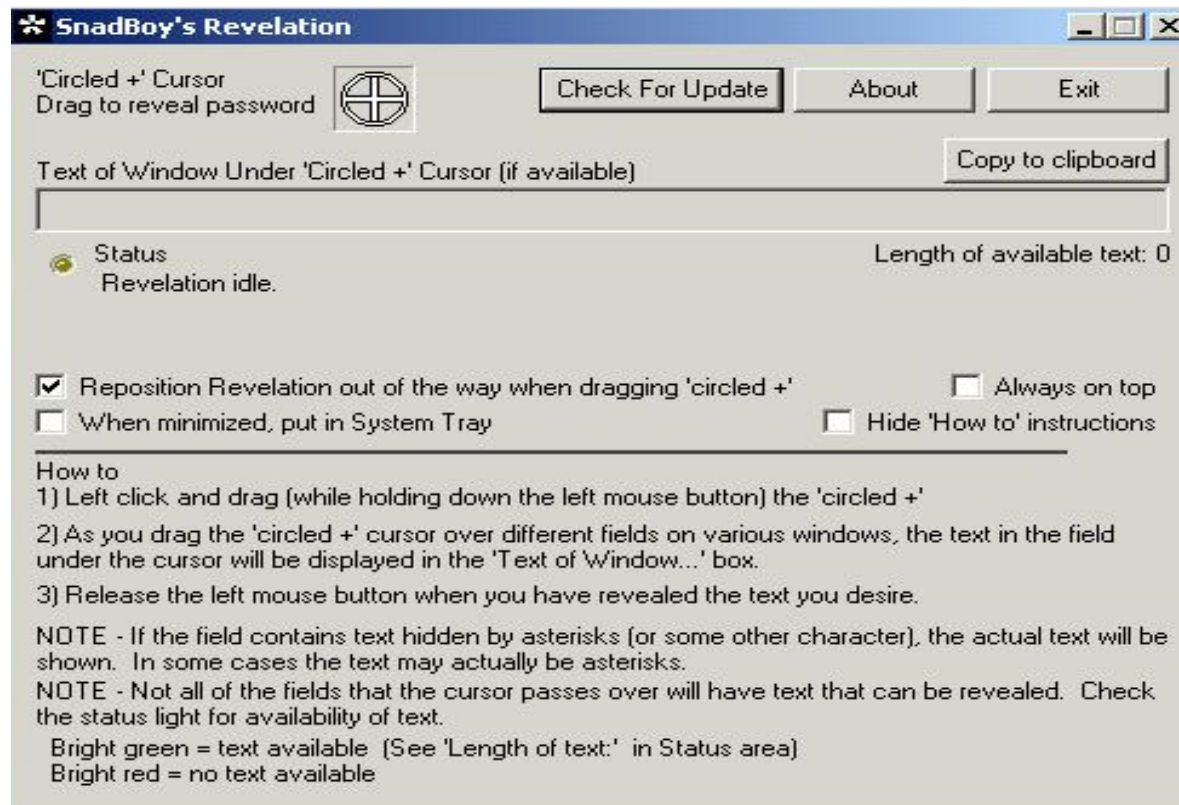 SnadBoy's Revelation
'Circled +' Cursor
Drag to reveal password
Check For Update
About
Exit
Copy to clipboard
Text of Window Under 'Circled +' Cursor (if available)
Status
Length of available text: 0
Revelation idle.
Reposition Revelation out of the way when dragging 'circled +'
Always on top
When minimized, put in System Tray
Hide 'How to' instructions
How to
1) Left click and drag (while holding down the left mouse button) the 'circled +'
2) As you drag the 'circled +' cursor over different fields on various windows, the text in the field
under the cursor will be displayed in the 'Text of Window...' box.
3) Release the left mouse button when you have revealed the text you desire.
NOTE - If the field contains text hidden by asterisks (or some other character), the actual text will be
shown. In some cases the text may actually be asterisks.
NOTE - Not all of the fields that the cursor passes over will have text that can be revealed. Check
the status light for availability of text.
Bright green = text available (See 'Length of text:' in Status area)
Bright red = no text available